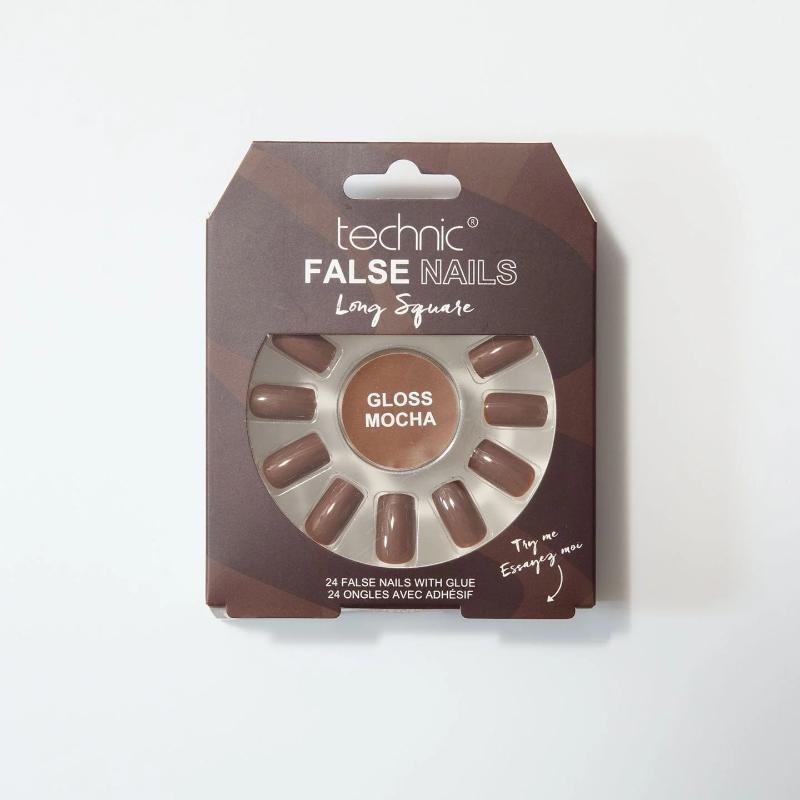 technic®
FALSE NAILS
Long Square
GLOSS
MOCHA
Try me
Essayez moi
24 FALSE NAILS WITH GLUE
24 ONGLES AVEC ADHÉSIF